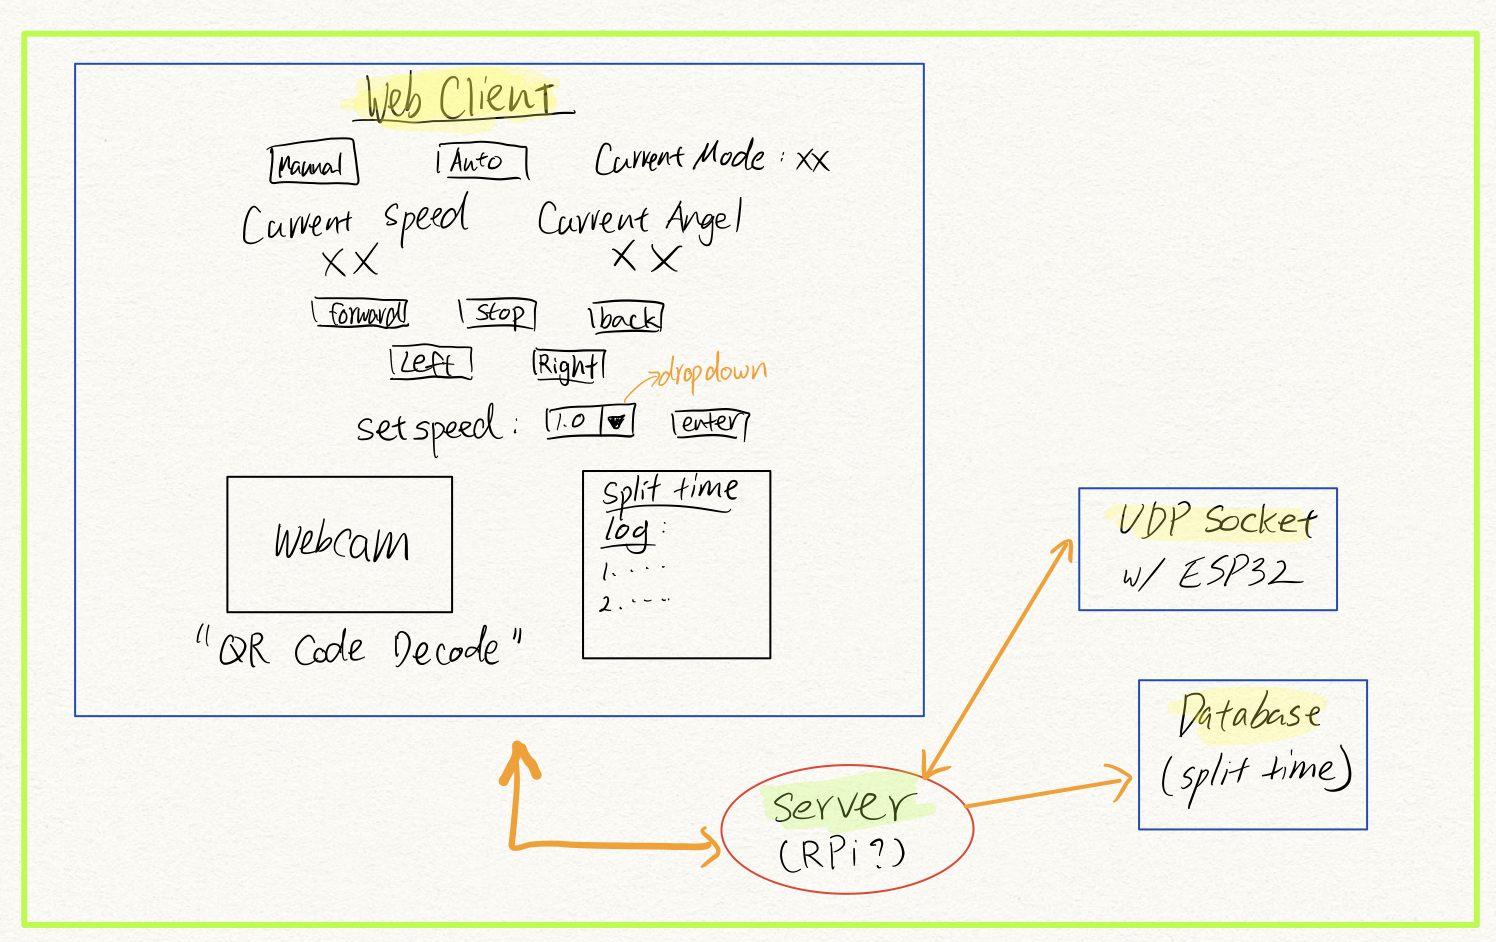 Web Client
Manual Auto Current Mode : XX
Current Speed Current Angel
XX XX
forward stop back
Left Right
dropdown
set speed : 1.0 enter
Webcam
"QR Code Decode"
Split time
log :
1. ....
2. ....
UDP Socket
w/ ESP32
Database
(split time)
Server
(RPi?)